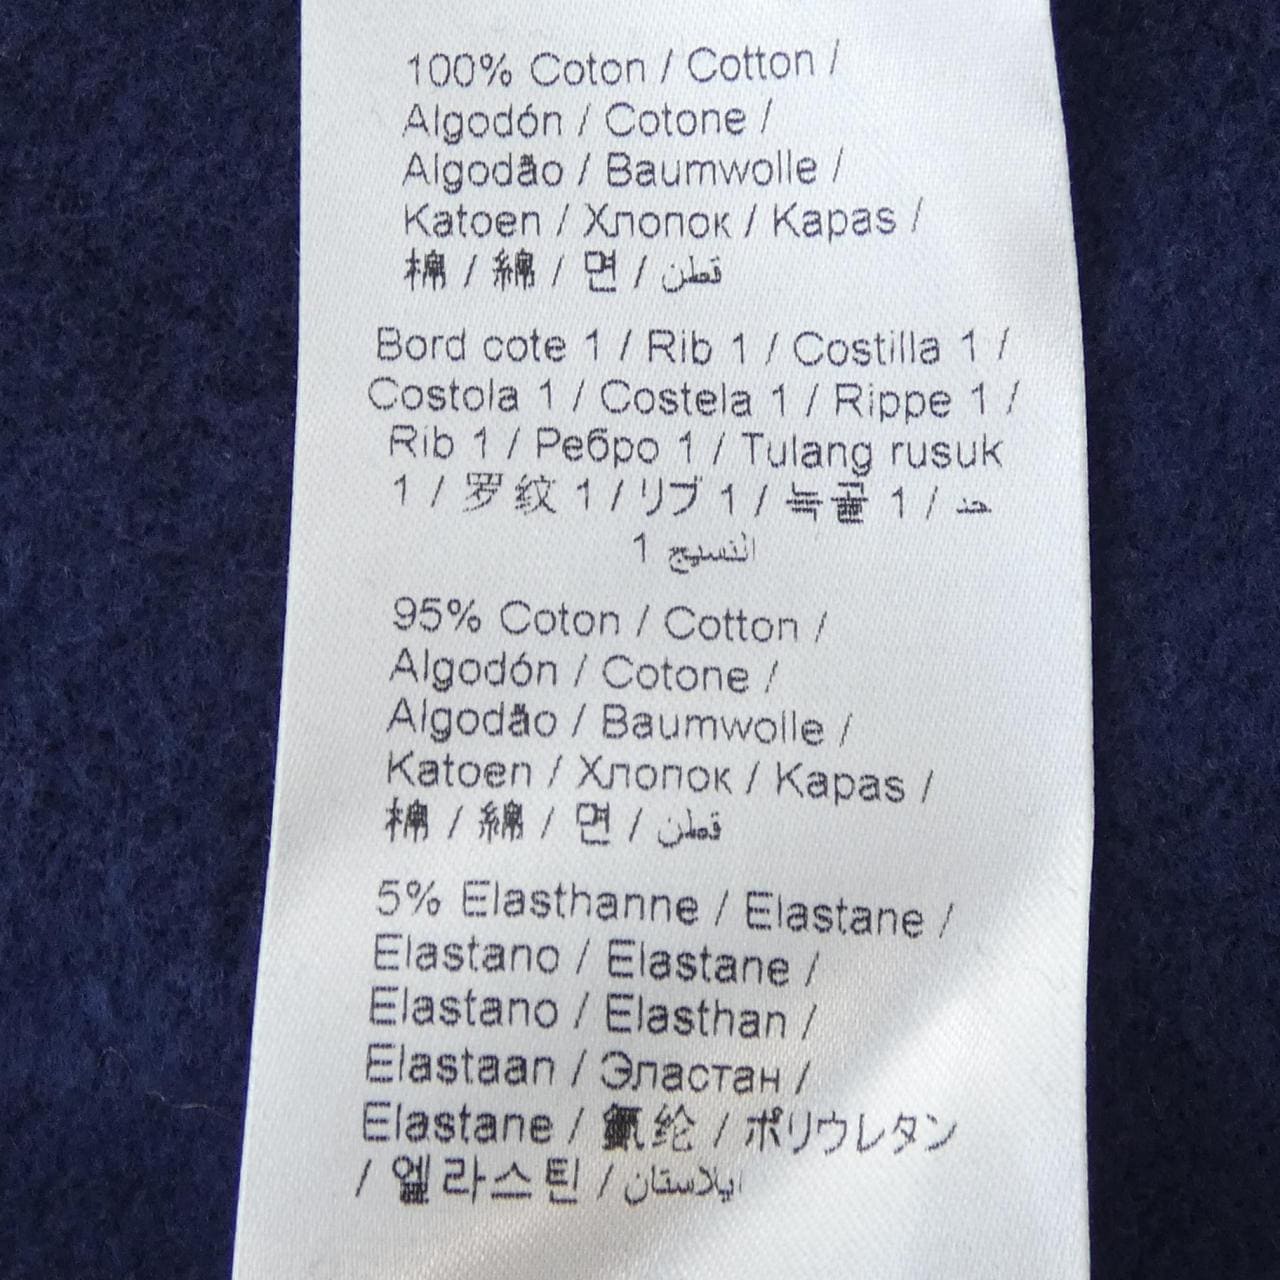 100% Coton / Cotton /
Algodón / Cotone /
Algodão / Baumwolle /
Katoen / Хлопок / Kapas /
棉 / 綿 / 면 / قطن
Bord cote 1 / Rib 1 / Costilla 1 /
Costola 1 / Costela 1 / Rippe 1 /
Rib 1 / Ребро 1 / Tulang rusuk
1 / 罗纹 1 / リブ 1 / 늑골 1 / حد
النسيج 1
95% Coton / Cotton /
Algodón / Cotone /
Algodão / Baumwolle /
Katoen / Хлопок / Kapas /
棉 / 綿 / 면 / قطن
5% Elasthanne / Elastane /
Elastano / Elastane /
Elastano / Elasthan /
Elastaan / Эластан /
Elastane / 氨纶 / ポリウレタン
/ 엘라스틴 / ايلاستان